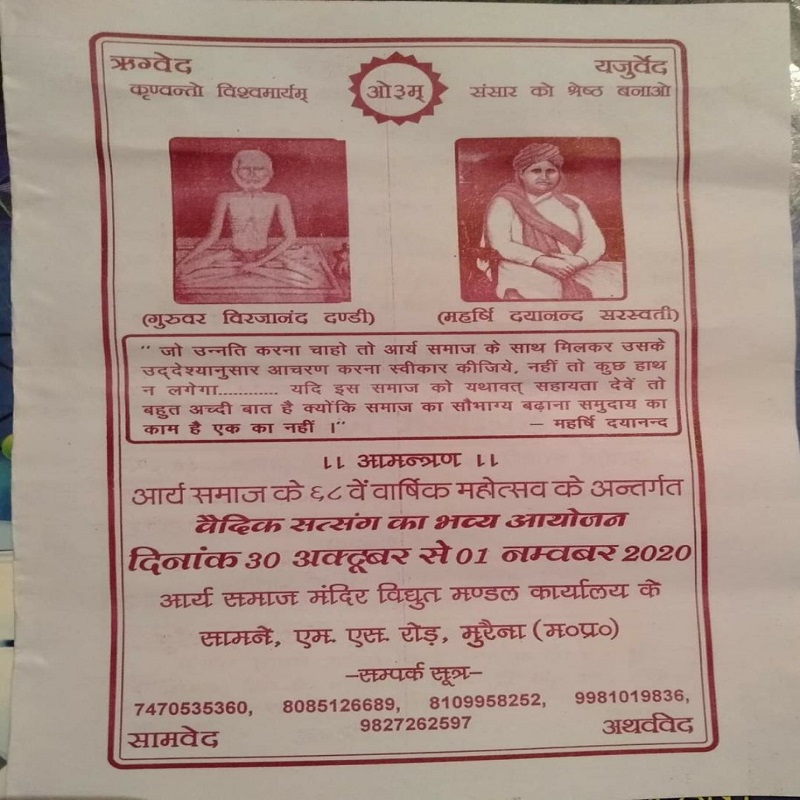 ऋग्वेद
यजुर्वेद
कृण्वन्तो विश्वमार्यम्
ओ३म्
संसार को श्रेष्ठ बनाओ
(गुरुवर विरजानंद दण्डी)
(महर्षि दयानन्द सरस्वती)
" जो उन्नति करना चाहो तो आर्य समाज के साथ मिलकर उसके
उद्देश्यानुसार आचरण करना स्वीकार कीजिये, नहीं तो कुछ हाथ
न लगेगा............ यदि इस समाज को यथावत् सहायता देवें तो
बहुत अच्दी बात है क्योंकि समाज का सौभाग्य बढ़ाना समुदाय का
काम है एक का नहीं ।"
– महर्षि दयानन्द
।। आमन्त्रण ।।
आर्य समाज के ६८ वें वार्षिक महोत्सव के अन्तर्गत
वैदिक सत्संग का भव्य आयोजन
दिनांक 30 अक्टूबर से 01 नम्वबर 2020
आर्य समाज मंदिर विद्युत मण्डल कार्यालय के
सामने, एम. एस. रोड़, मुरैना (म०प्र०)
–सम्पर्क सूत्र–
7470535360, 8085126689, 8109958252, 9981019836,
9827262597
सामवेद
अथर्वविद